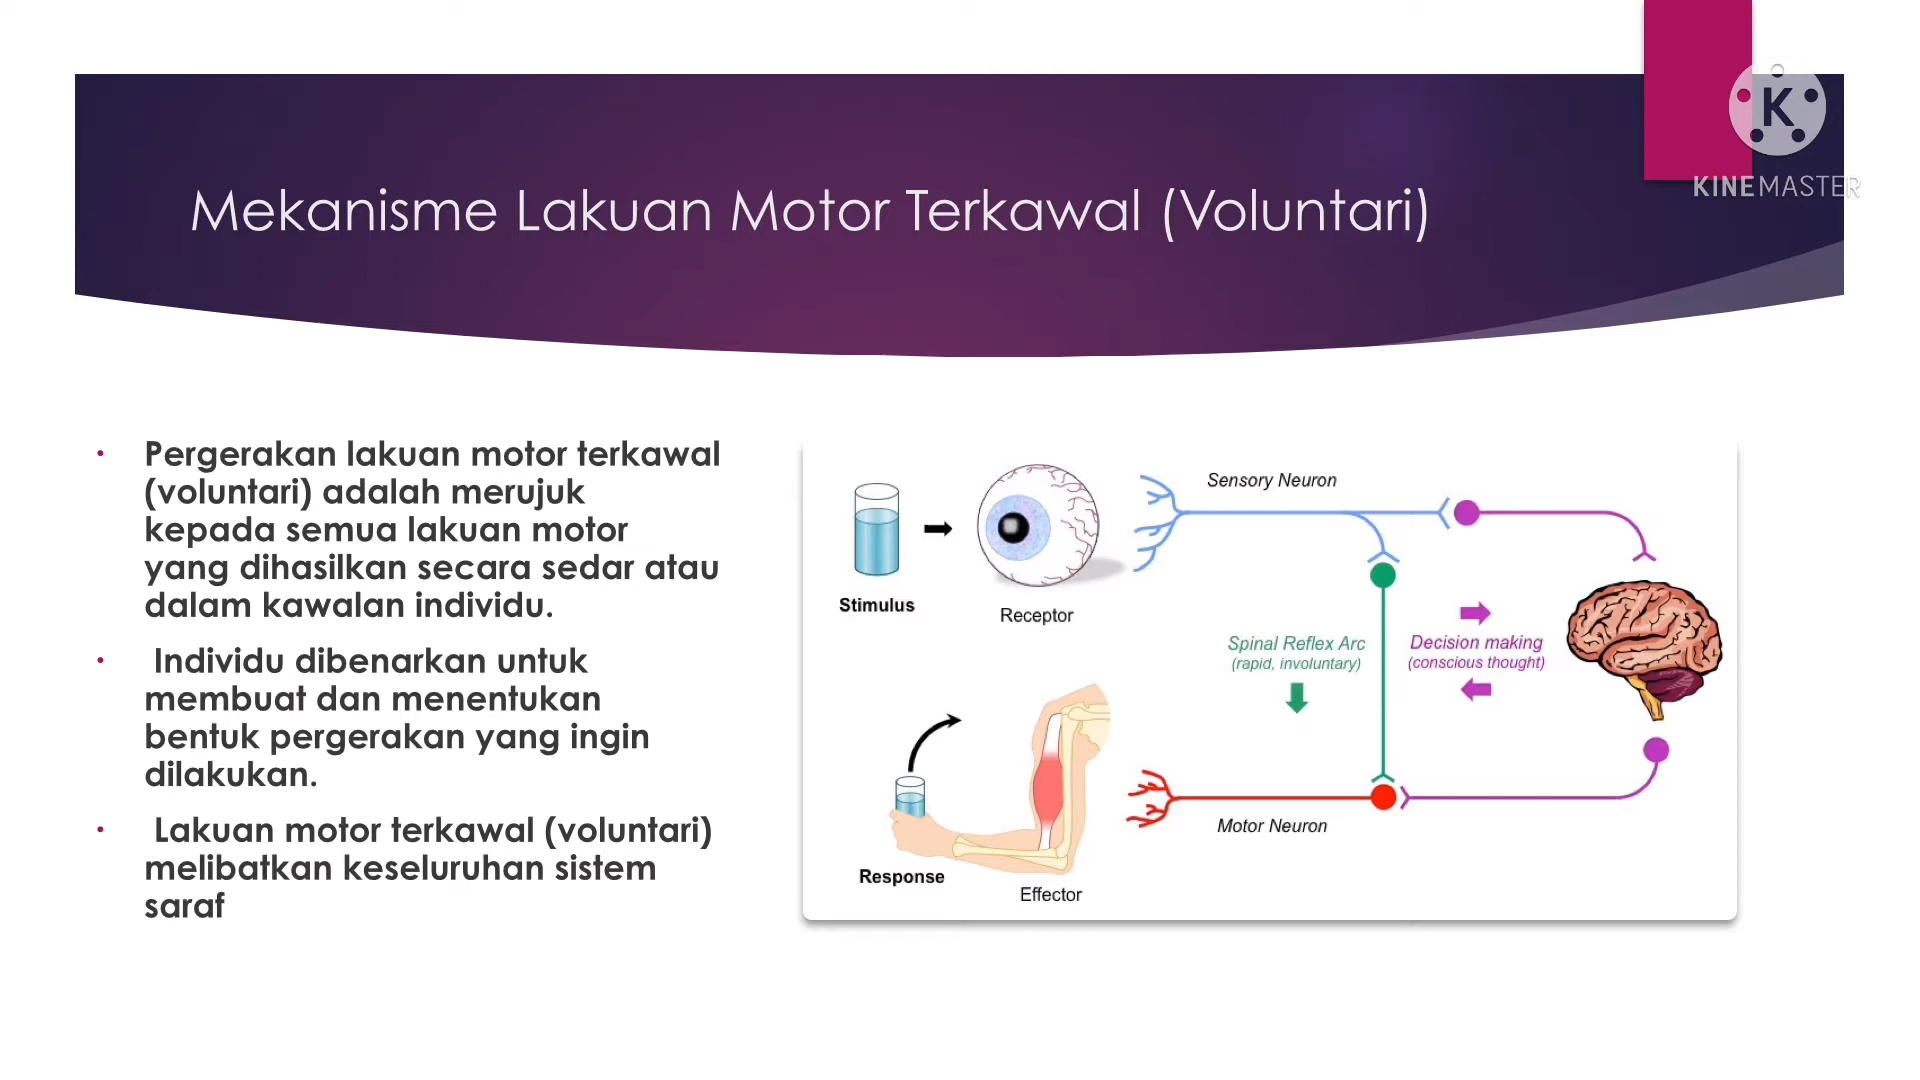 K
KINEMASTER
Mekanisme Lakuan Motor Terkawal (Voluntari)
• Pergerakan lakuan motor terkawal
(voluntari) adalah merujuk
kepada semua lakuan motor
yang dihasilkan secara sedar atau
dalam kawalan individu.
• Individu dibenarkan untuk
membuat dan menentukan
bentuk pergerakan yang ingin
dilakukan.
• Lakuan motor terkawal (voluntari)
melibatkan keseluruhan sistem
saraf
Sensory Neuron
Stimulus
Receptor
Spinal Reflex Arc
(rapid, involuntary)
Decision making
(conscious thought)
Motor Neuron
Response
Effector